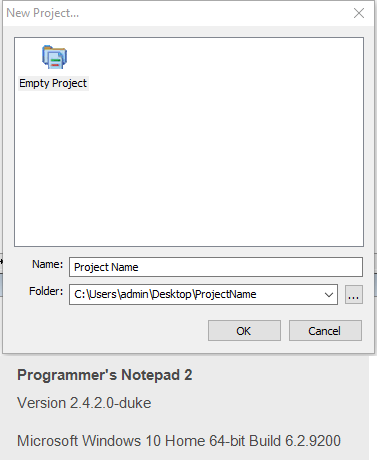 New Project...
Empty Project
Name: Project Name
Folder: C:\Users\admin\Desktop\ProjectName
...
OK Cancel
Programmer's Notepad 2
Version 2.4.2.0-duke
Microsoft Windows 10 Home 64-bit Build 6.2.9200